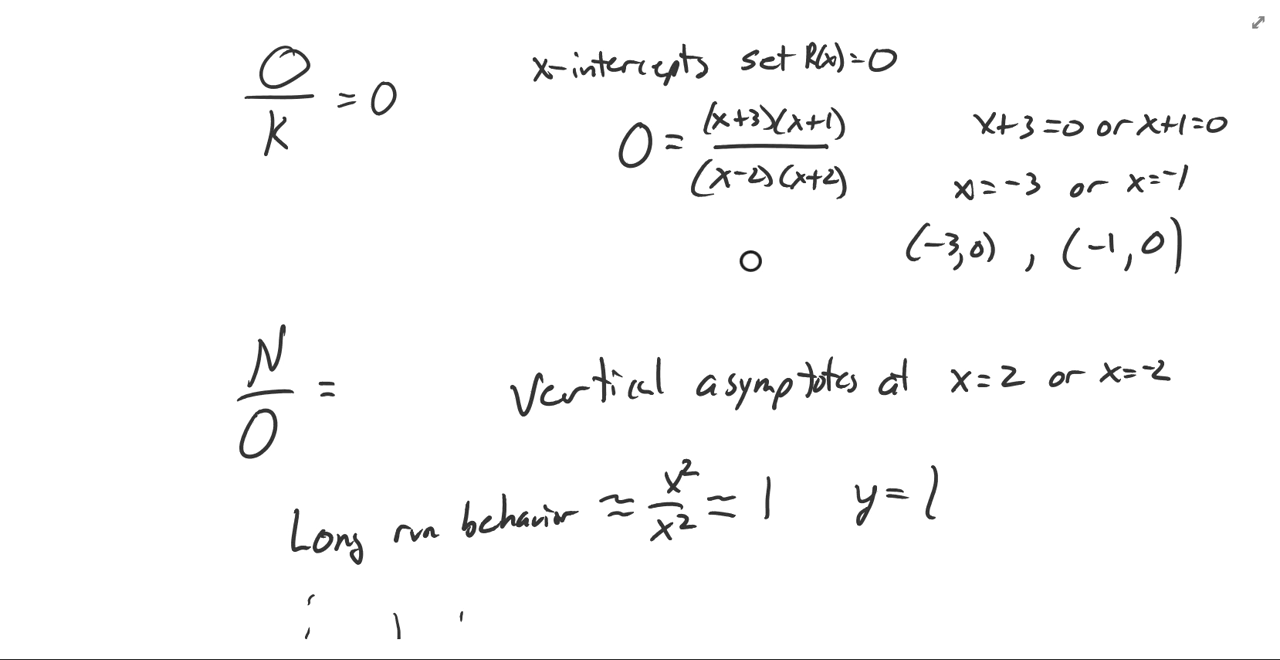 0/K = 0
x-intercepts set R(x)=0
0 = (x+3)(x+1)/(x-2)(x+2)
x+3=0 or x+1=0
x=-3 or x=-1
(-3,0) , (-1,0)
N/0 =
Vertical asymptotes at x=2 or x=-2
Long run behavior ≈ x²/x² ≈ 1 y=1